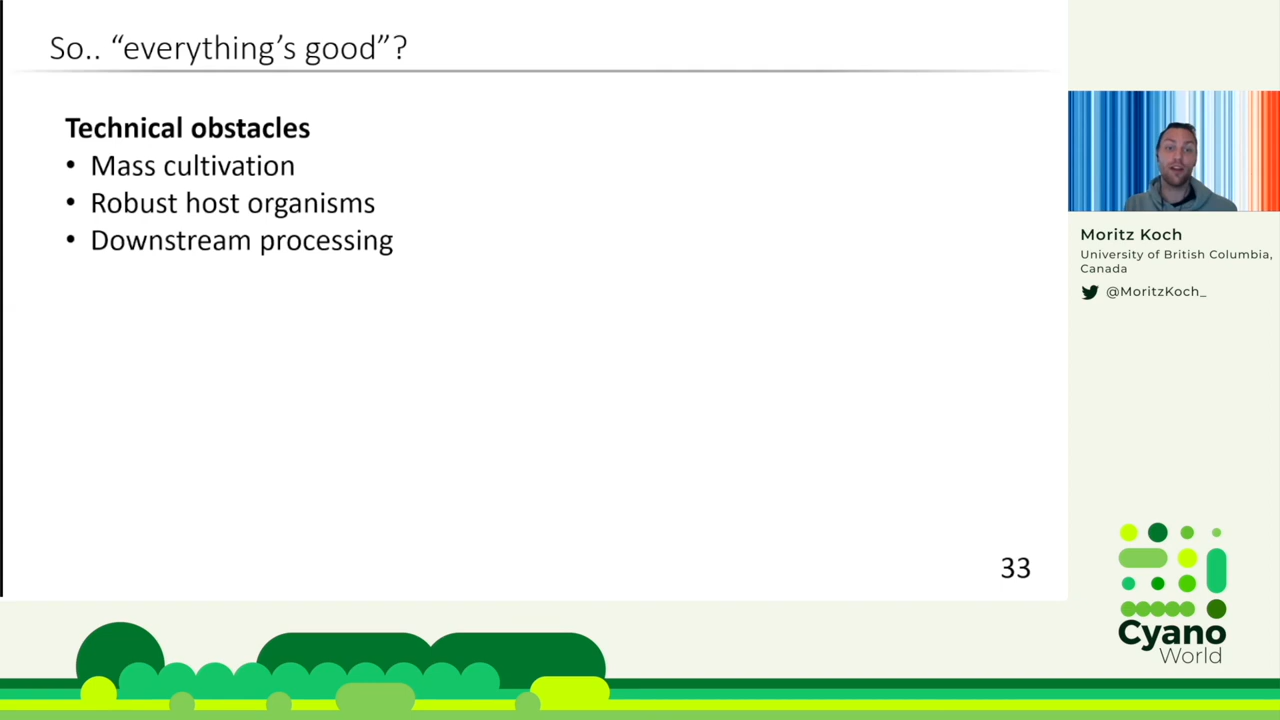 So.. “everything’s good”?
Technical obstacles
• Mass cultivation
• Robust host organisms
• Downstream processing
33
Moritz Koch
University of British Columbia,
Canada
@MoritzKoch_
Cyano
World